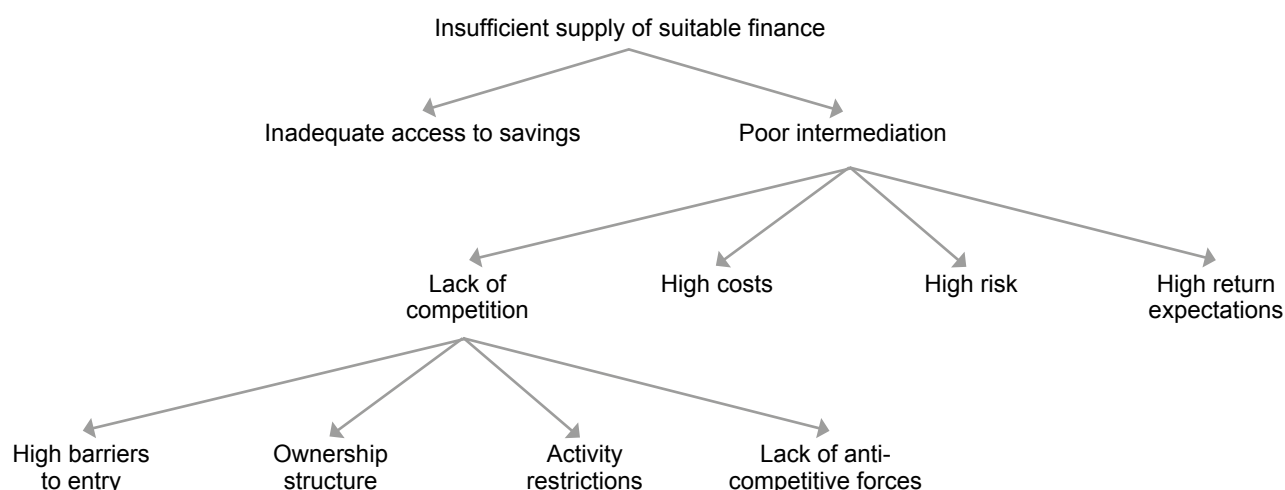 Insufficient supply of suitable finance
Inadequate access to savings
Poor intermediation
Lack of
competition
High costs
High risk
High return
expectations
High barriers
to entry
Ownership
structure
Activity
restrictions
Lack of anti-
competitive forces